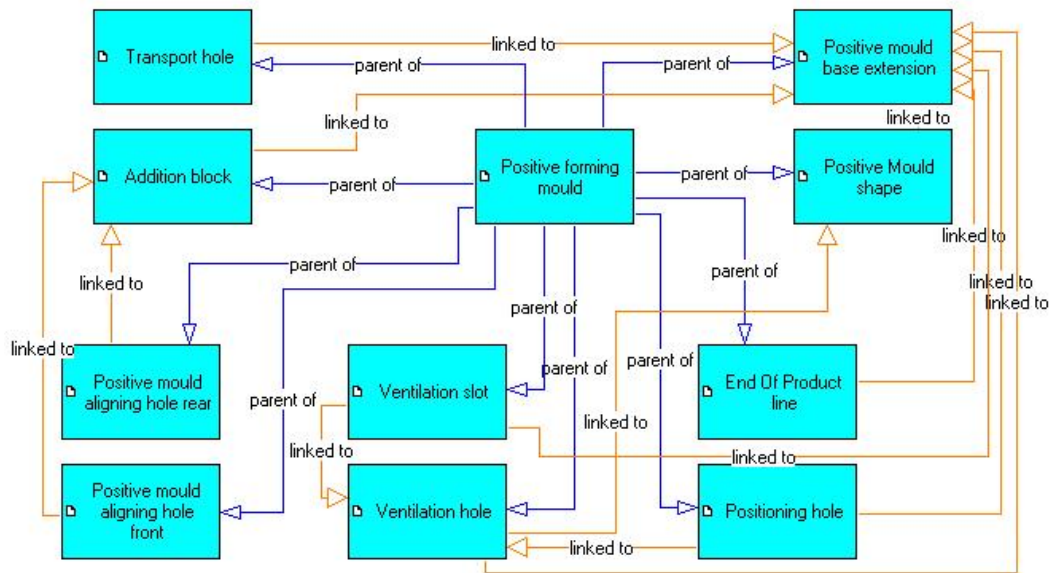 Transport hole
linked to
Positive mould
base extension
parent of
parent of
linked to
linked to
Addition block
parent of
Positive forming
mould
parent of
Positive Mould
shape
linked to
parent of
linked to
parent of
linked to
linked to
linked to
Positive mould
aligning hole rear
parent of
Ventilation slot
parent of
parent of
parent of
End Of Product
line
linked to
linked to
linked to
Positive mould
aligning hole
front
Ventilation hole
Positioning hole
linked to